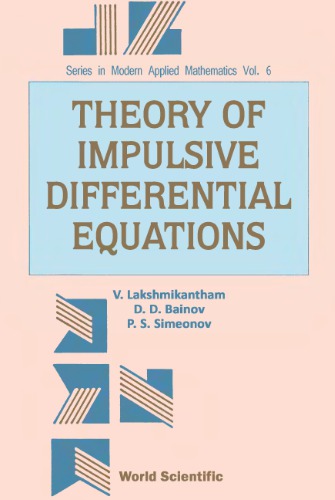 Series in Modern Applied Mathematics Vol. 6
THEORY OF
IMPULSIVE
DIFFERENTIAL
EQUATIONS
V. Lakshmikantham
D. D. Bainov
P. S. Simeonov
World Scientific